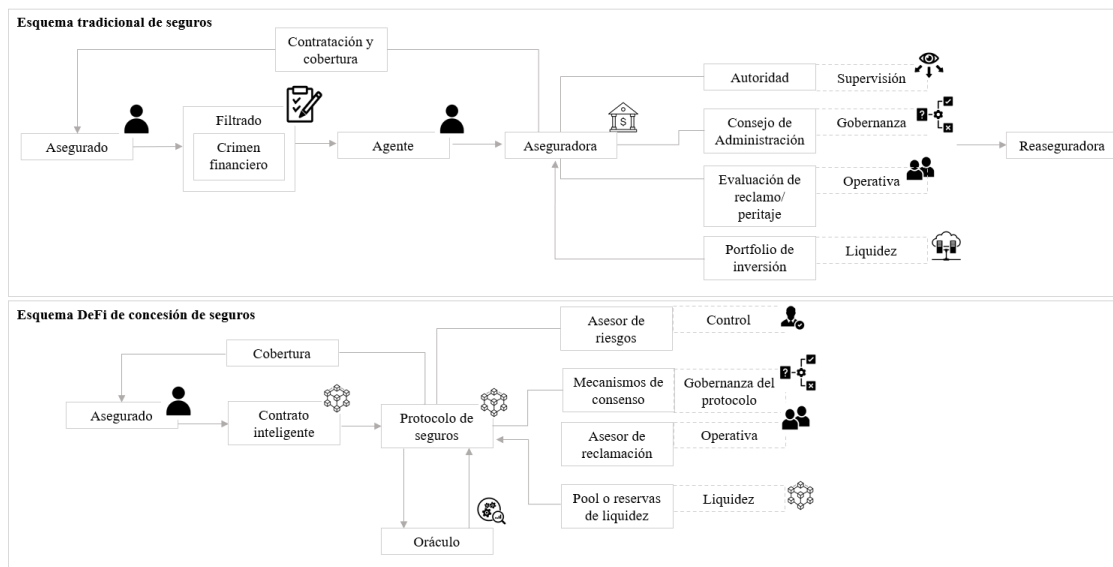 Esquema tradicional de seguros
Contratación y
cobertura
Asegurado
Filtrado
Crimen
financiero
Agente
Aseguradora
$
Autoridad
Supervisión
Consejo de
Administración
Gobernanza
?
Evaluación de
reclamo/
peritaje
Operativa
Portfolio de
inversión
Liquidez
Reaseguradora
Esquema DeFi de concesión de seguros
Cobertura
Asegurado
Contrato
inteligente
Protocolo de
seguros
Oráculo
Asesor de
riesgos
Control
Mecanismos de
consenso
Gobernanza del
protocolo
?
Asesor de
reclamación
Operativa
Pool o reservas
de liquidez
Liquidez